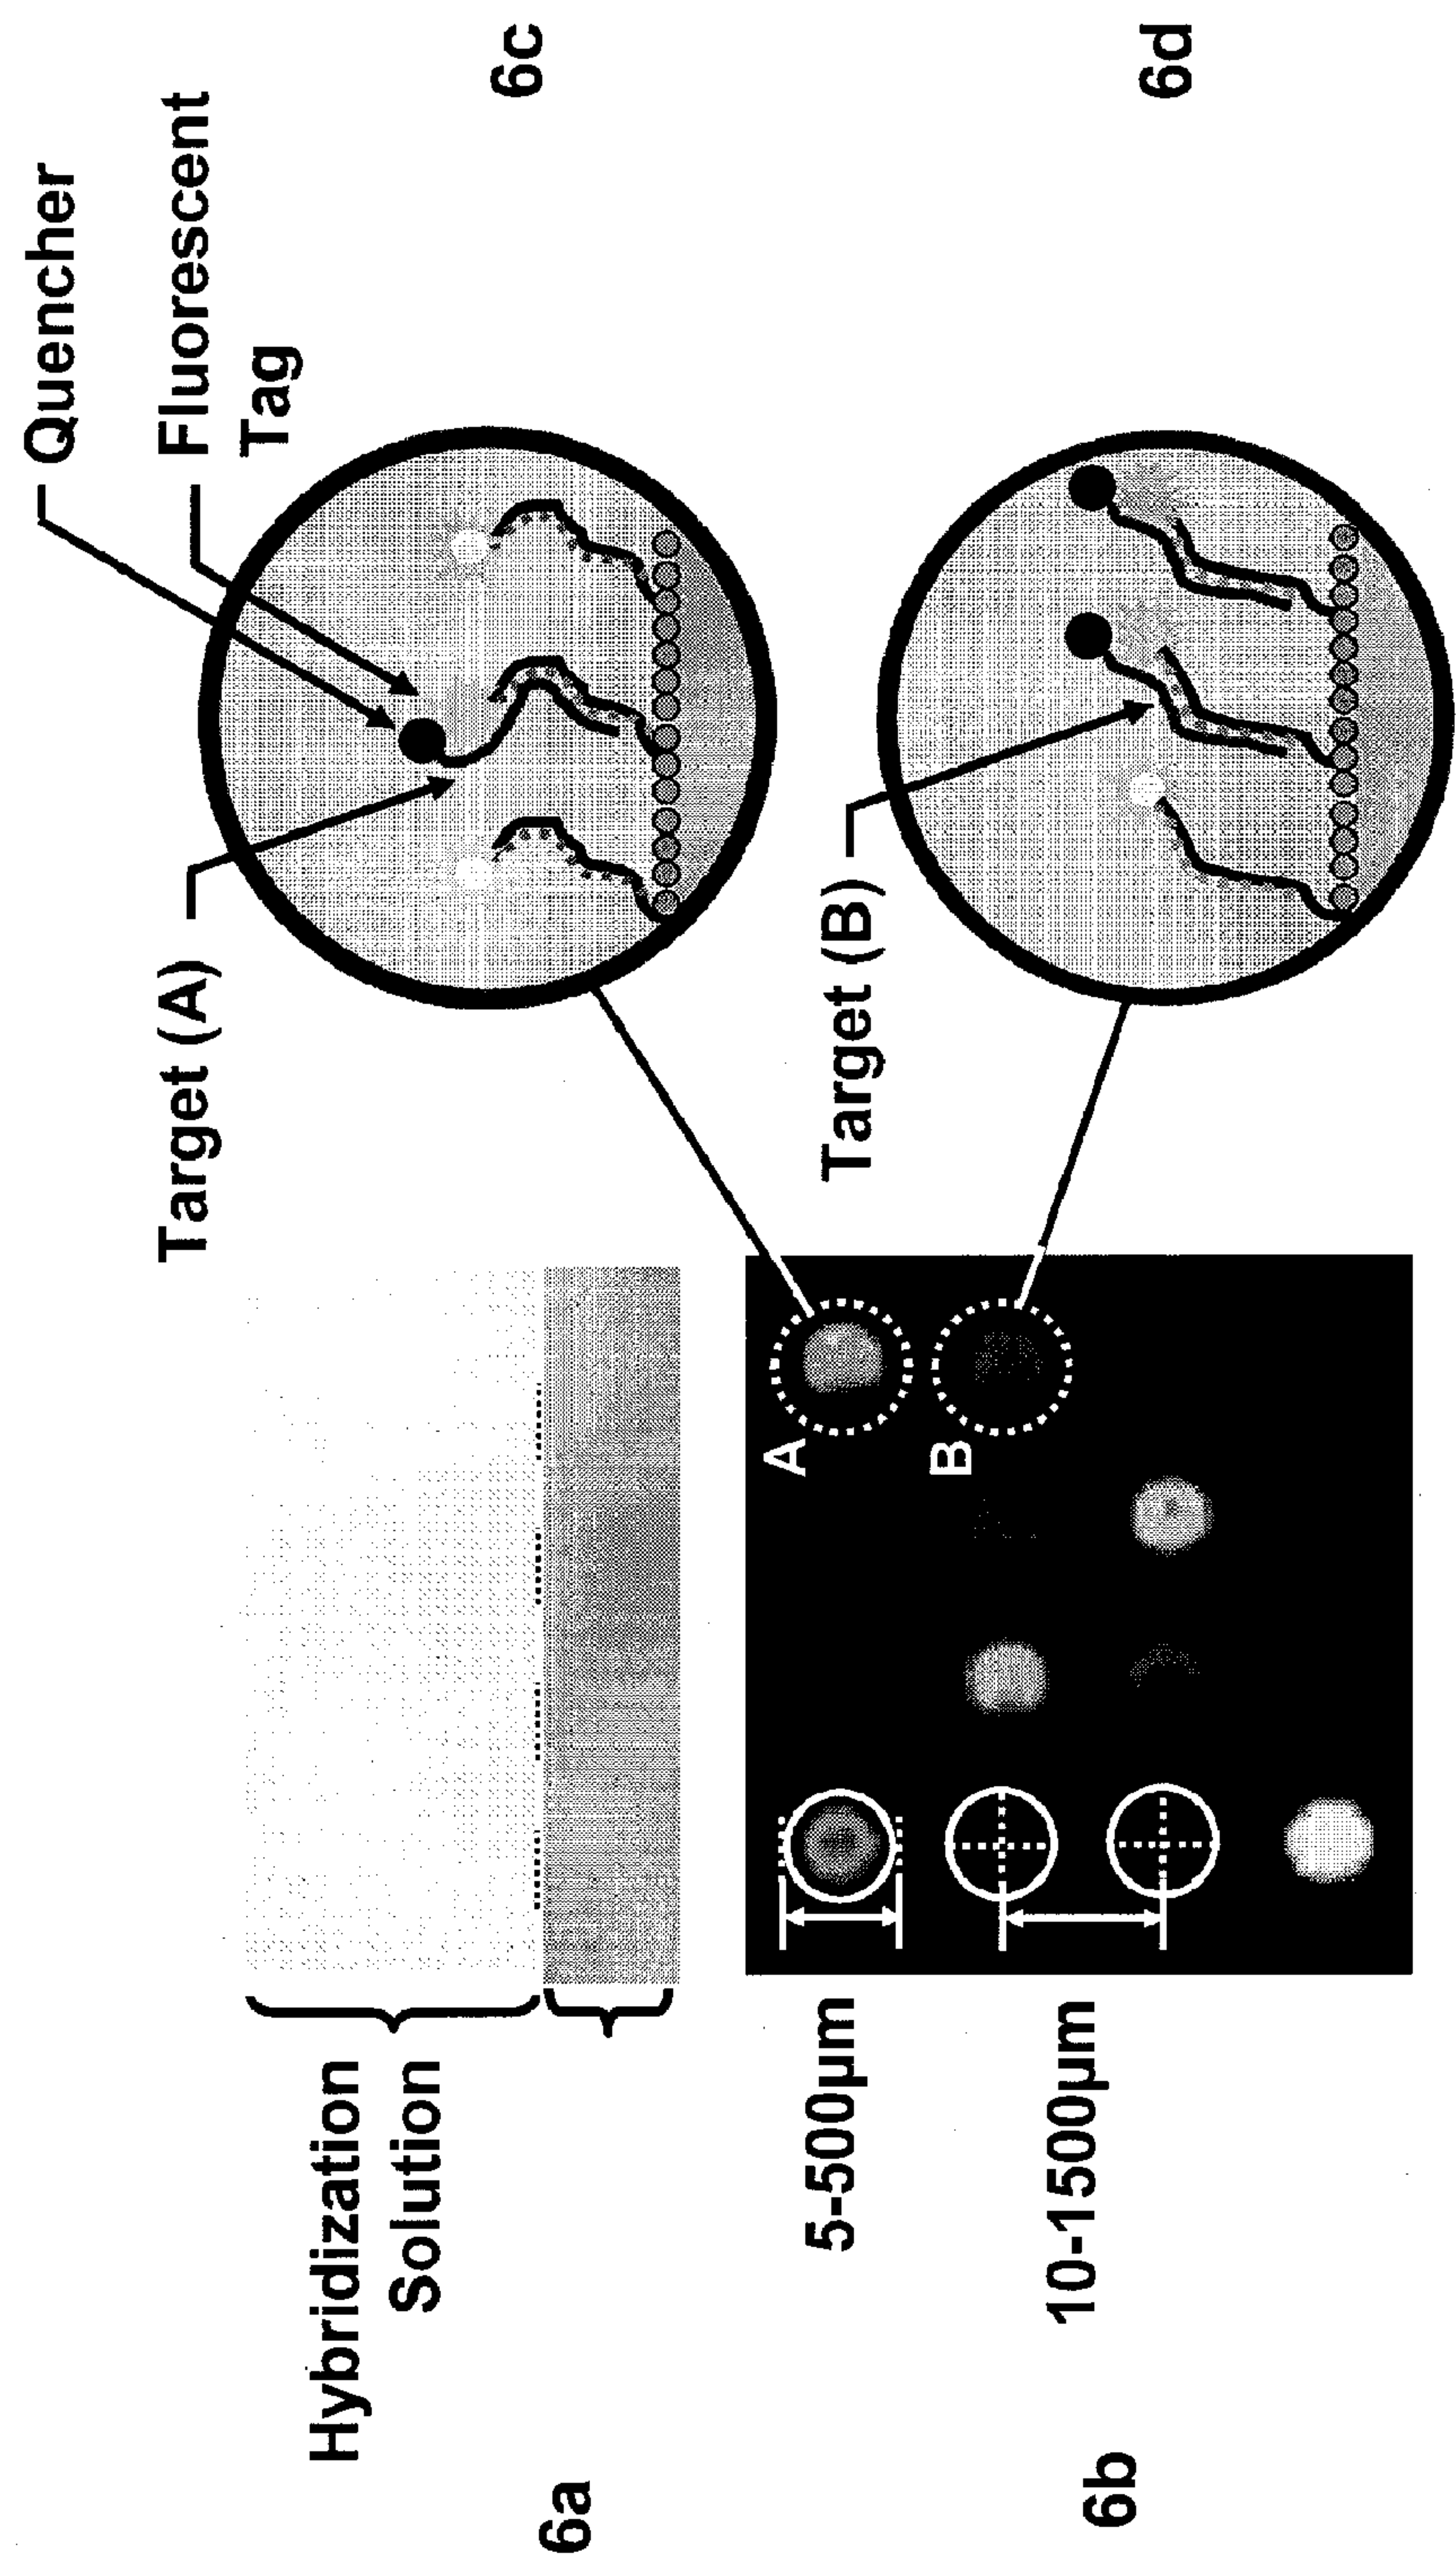 Quencher
Fluorescent
Tag
Target (A)
6c
Hybridization
Solution
6a
Target (B)
6d
A
B
5-500µm
10-1500µm
6b